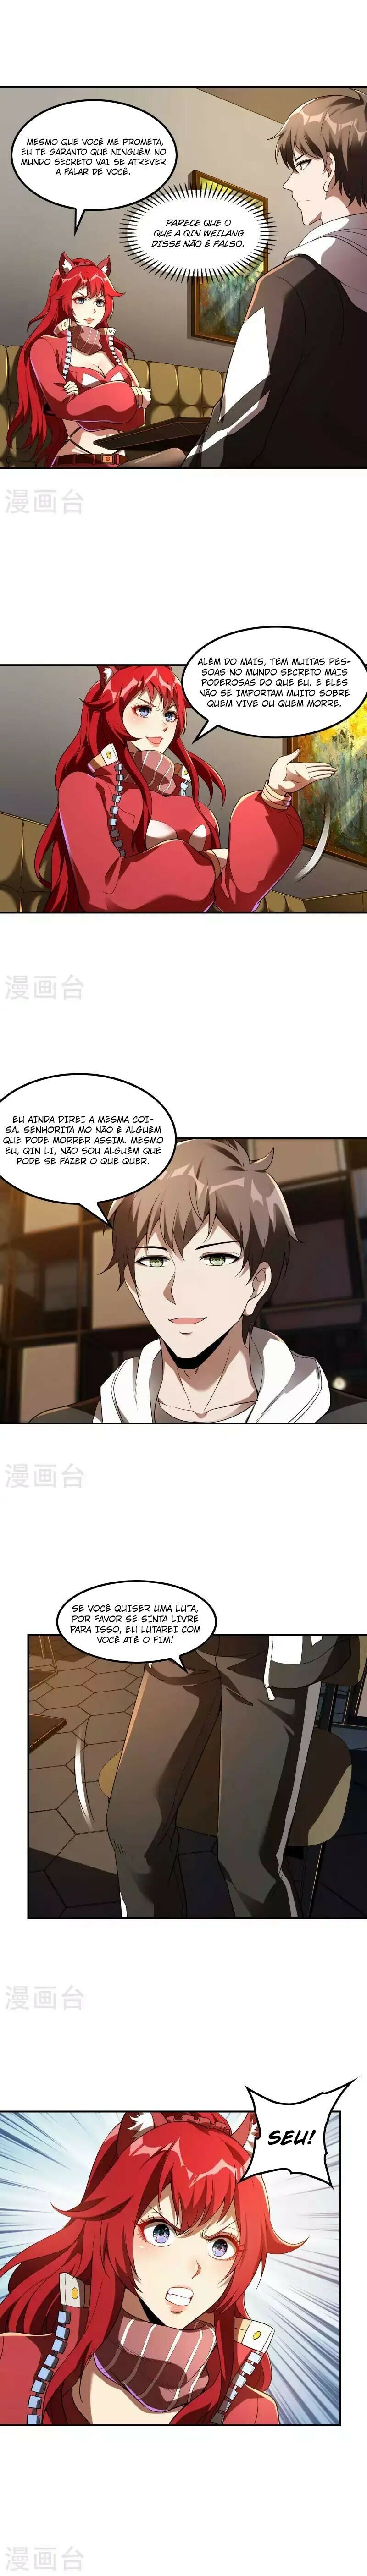 MESMO QUE VOCÊ ME PROMETA,
EU TE GARANTO QUE NINGUÉM NO
MUNDO SECRETO VAI SE ATREVER
A FALAR DE VOCÊ.
PARECE QUE O
QUE A QIN WEILANG
DISSE NÃO É FALSO.
漫画台
ALÉM DO MAIS, TEM MUITAS PES-
SOAS NO MUNDO SECRETO MAIS
PODEROSAS DO QUE EU. E ELES
NÃO SE IMPORTAM MUITO SOBRE
QUEM VIVE OU QUEM MORRE.
漫画台
EU AINDA DIREI A MESMA COI-
SA. SENHORITA MO NÃO É ALGUÉM
QUE PODE MORRER ASSIM. MESMO
EU, QIN LI, NÃO SOU ALGUÉM QUE
PODE SE FAZER O QUE QUER.
漫画台
SE VOCÊ QUISER UMA LUTA,
POR FAVOR SE SINTA LIVRE
PARA ISSO, EU LUTAREI COM
VOCÊ ATÉ O FIM!
漫画台
SEU!
漫画台